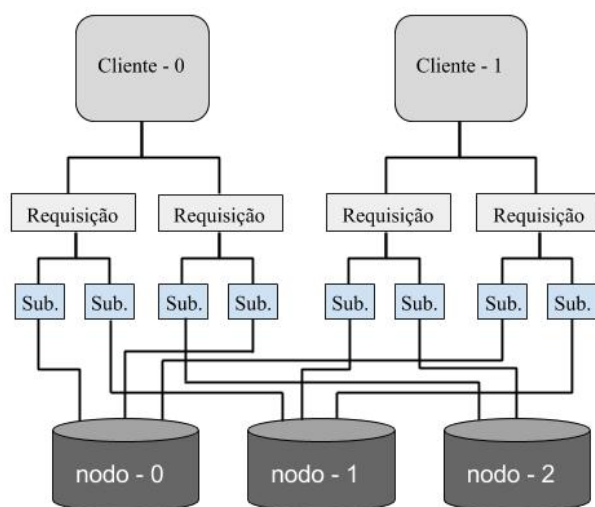 Cliente - 0
Cliente - 1
Requisição
Requisição
Requisição
Requisição
Sub.
Sub.
Sub.
Sub.
Sub.
Sub.
Sub.
Sub.
nodo - 0
nodo - 1
nodo - 2